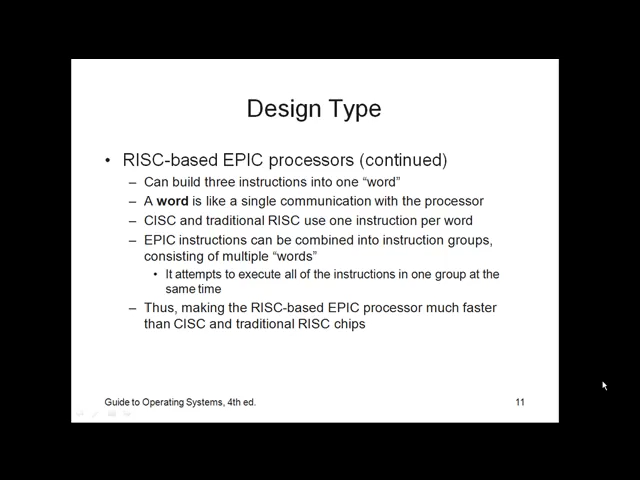 Design Type
• RISC-based EPIC processors (continued)
– Can build three instructions into one “word”
– A word is like a single communication with the processor
– CISC and traditional RISC use one instruction per word
– EPIC instructions can be combined into instruction groups,
consisting of multiple “words”
• It attempts to execute all of the instructions in one group at the
same time
– Thus, making the RISC-based EPIC processor much faster
than CISC and traditional RISC chips
Guide to Operating Systems, 4th ed.
11